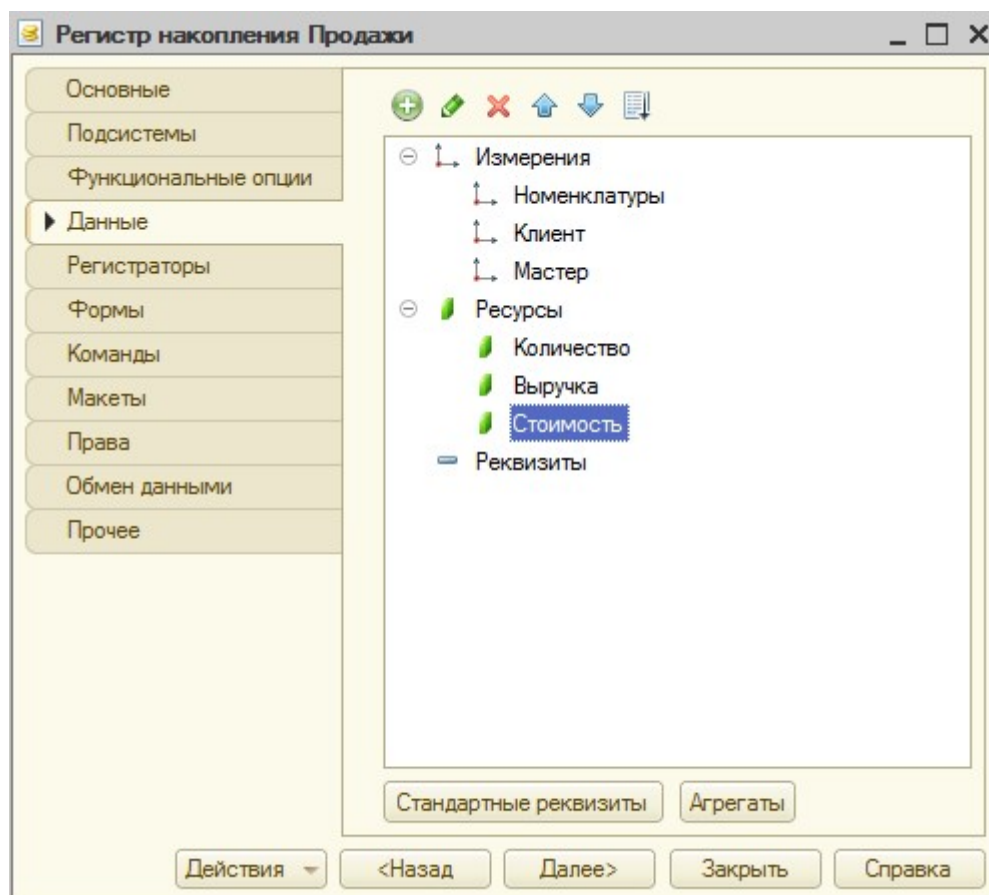 Регистр накопления Продажи
Основные
Подсистемы
Функциональные опции
Данные
Регистраторы
Формы
Команды
Макеты
Права
Обмен данными
Прочее
Измерения
Номенклатуры
Клиент
Мастер
Ресурсы
Количество
Выручка
Стоимость
Реквизиты
Стандартные реквизиты Агрегаты
Действия <Назад Далее> Закрыть Справка